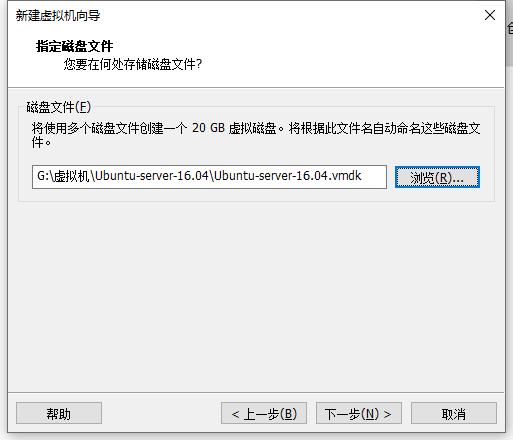 新建虚拟机向导
指定磁盘文件
您要在何处存储磁盘文件?
磁盘文件(F)
将使用多个磁盘文件创建一个 20 GB 虚拟磁盘。将根据此文件名自动命名这些磁盘文
件。
G:\虚拟机\Ubuntu-server-16.04\Ubuntu-server-16.04.vmdk
浏览(R)...
帮助
< 上一步(B)
下一步(N) >
取消